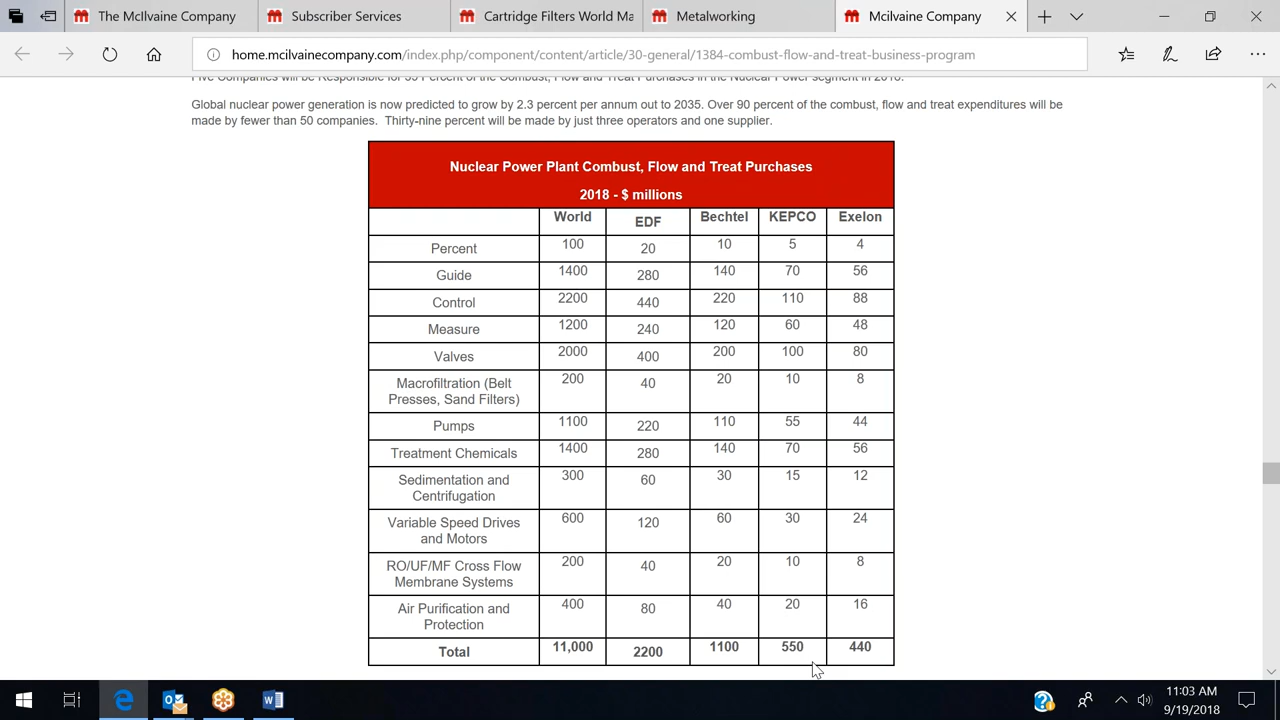 The McIlvaine Company
Subscriber Services
Cartridge Filters World Ma
Metalworking
Mcilvaine Company
home.mcilvainecompany.com/index.php/component/content/article/30-general/1384-combust-flow-and-treat-business-program
Five Companies will be Responsible for 39 Percent of the Combust, Flow and Treat Purchases in the Nuclear Power segment in 2018.
Global nuclear power generation is now predicted to grow by 2.3 percent per annum out to 2035. Over 90 percent of the combust, flow and treat expenditures will be
made by fewer than 50 companies. Thirty-nine percent will be made by just three operators and one supplier.
Nuclear Power Plant Combust, Flow and Treat Purchases
2018 - $ millions
World EDF Bechtel KEPCO Exelon
Percent 100 20 10 5 4
Guide 1400 280 140 70 56
Control 2200 440 220 110 88
Measure 1200 240 120 60 48
Valves 2000 400 200 100 80
Macrofiltration (Belt 200 40 20 10 8
Presses, Sand Filters)
Pumps 1100 220 110 55 44
Treatment Chemicals 1400 280 140 70 56
Sedimentation and 300 60 30 15 12
Centrifugation
Variable Speed Drives 600 120 60 30 24
and Motors
RO/UF/MF Cross Flow 200 40 20 10 8
Membrane Systems
Air Purification and 400 80 40 20 16
Protection
Total 11,000 2200 1100 550 440
11:03 AM
9/19/2018